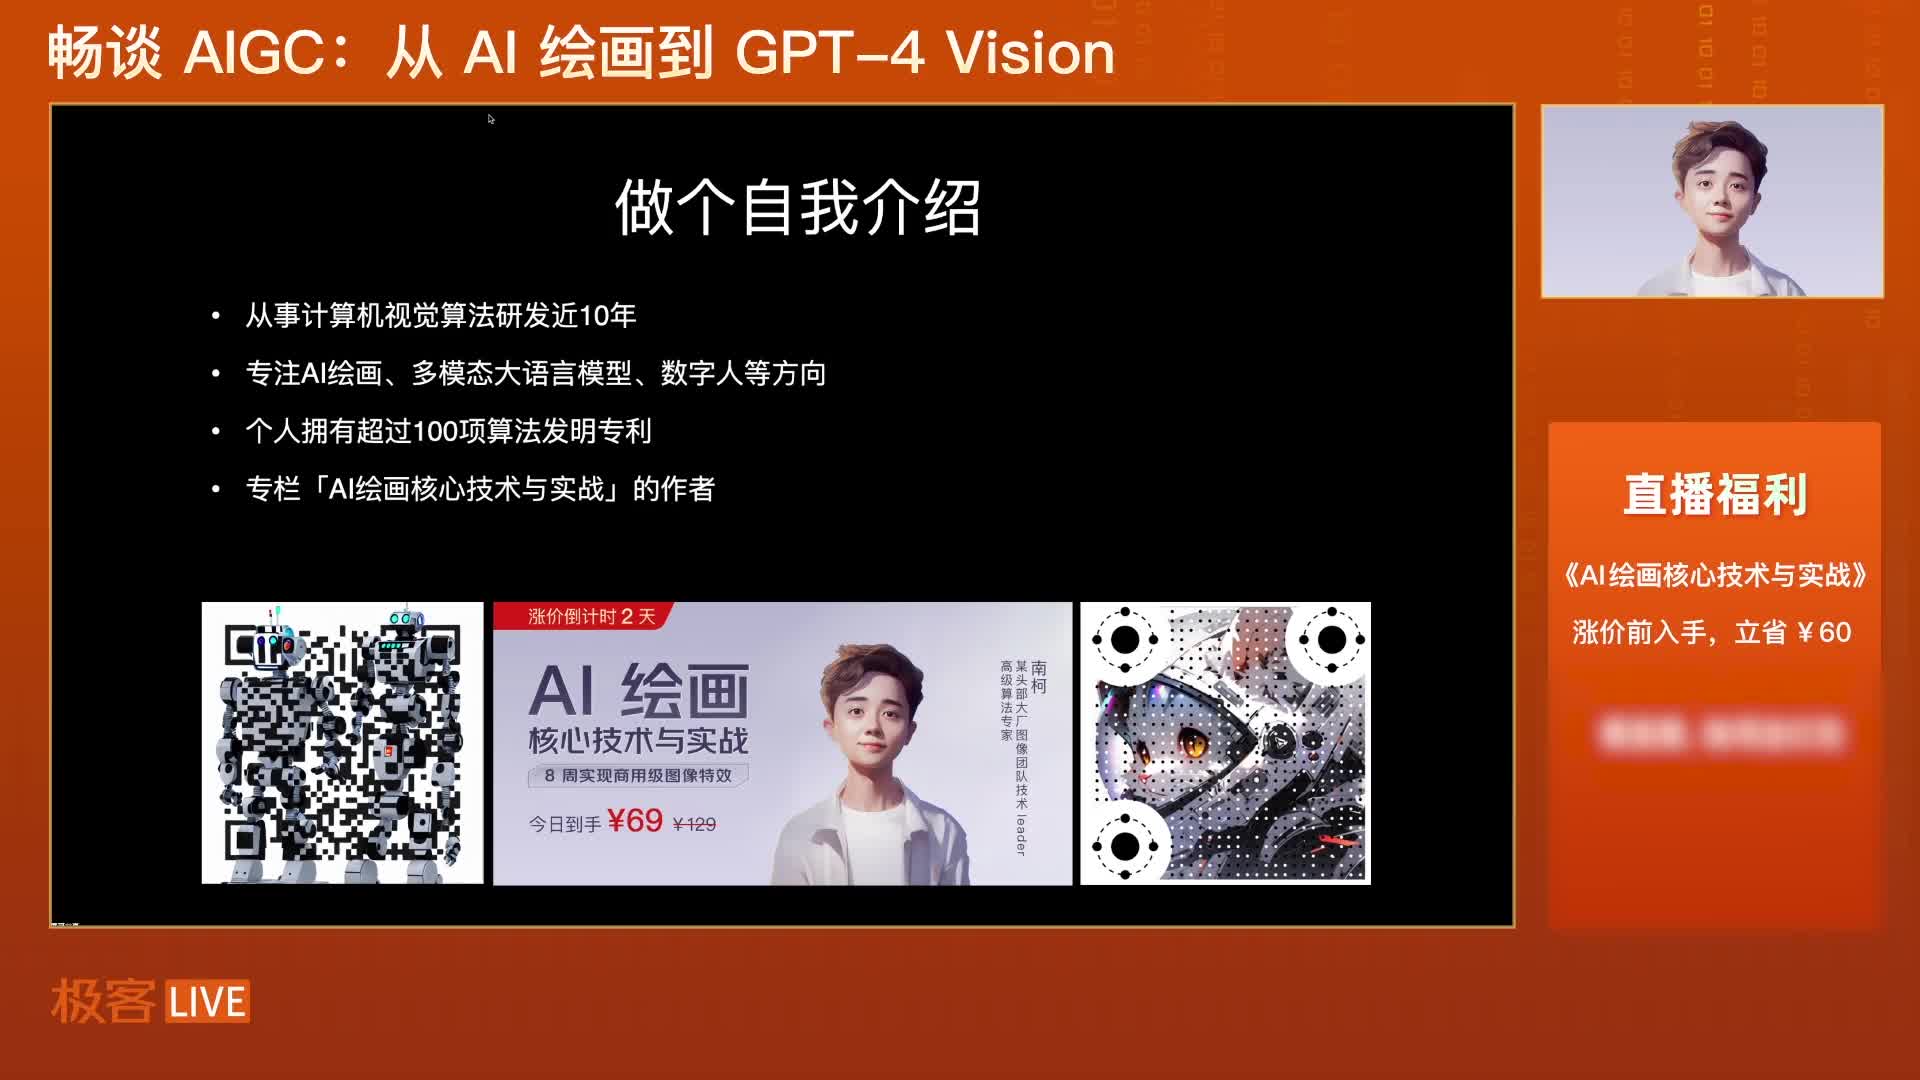 畅谈 AIGC：从 AI 绘画到 GPT-4 Vision
做个自我介绍
• 从事计算机视觉算法研发近10年
• 专注AI绘画、多模态大语言模型、数字人等方向
• 个人拥有超过100项算法发明专利
• 专栏「AI绘画核心技术与实战」的作者
涨价倒计时 2 天
AI 绘画
核心技术与实战
8 周实现商用级图像特效
今日到手 ¥69 ¥129
南柯
某头部大厂图像团队技术 leader
高级算法专家
直播福利
《AI绘画核心技术与实战》
涨价前入手，立省 ¥60
极客 LIVE